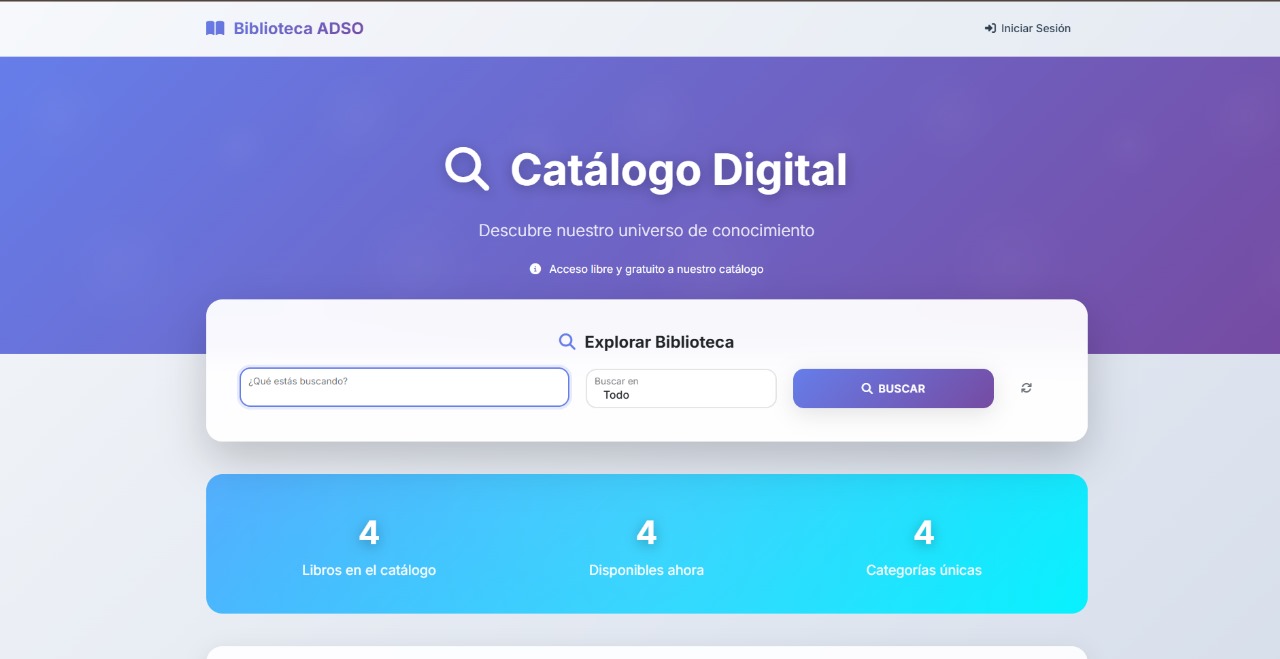 Biblioteca ADSO
Iniciar Sesión
Catálogo Digital
Descubre nuestro universo de conocimiento
Acceso libre y gratuito a nuestro catálogo
Explorar Biblioteca
¿Qué estás buscando?
Buscar en
Todo
BUSCAR
4
Libros en el catálogo
4
Disponibles ahora
4
Categorías únicas